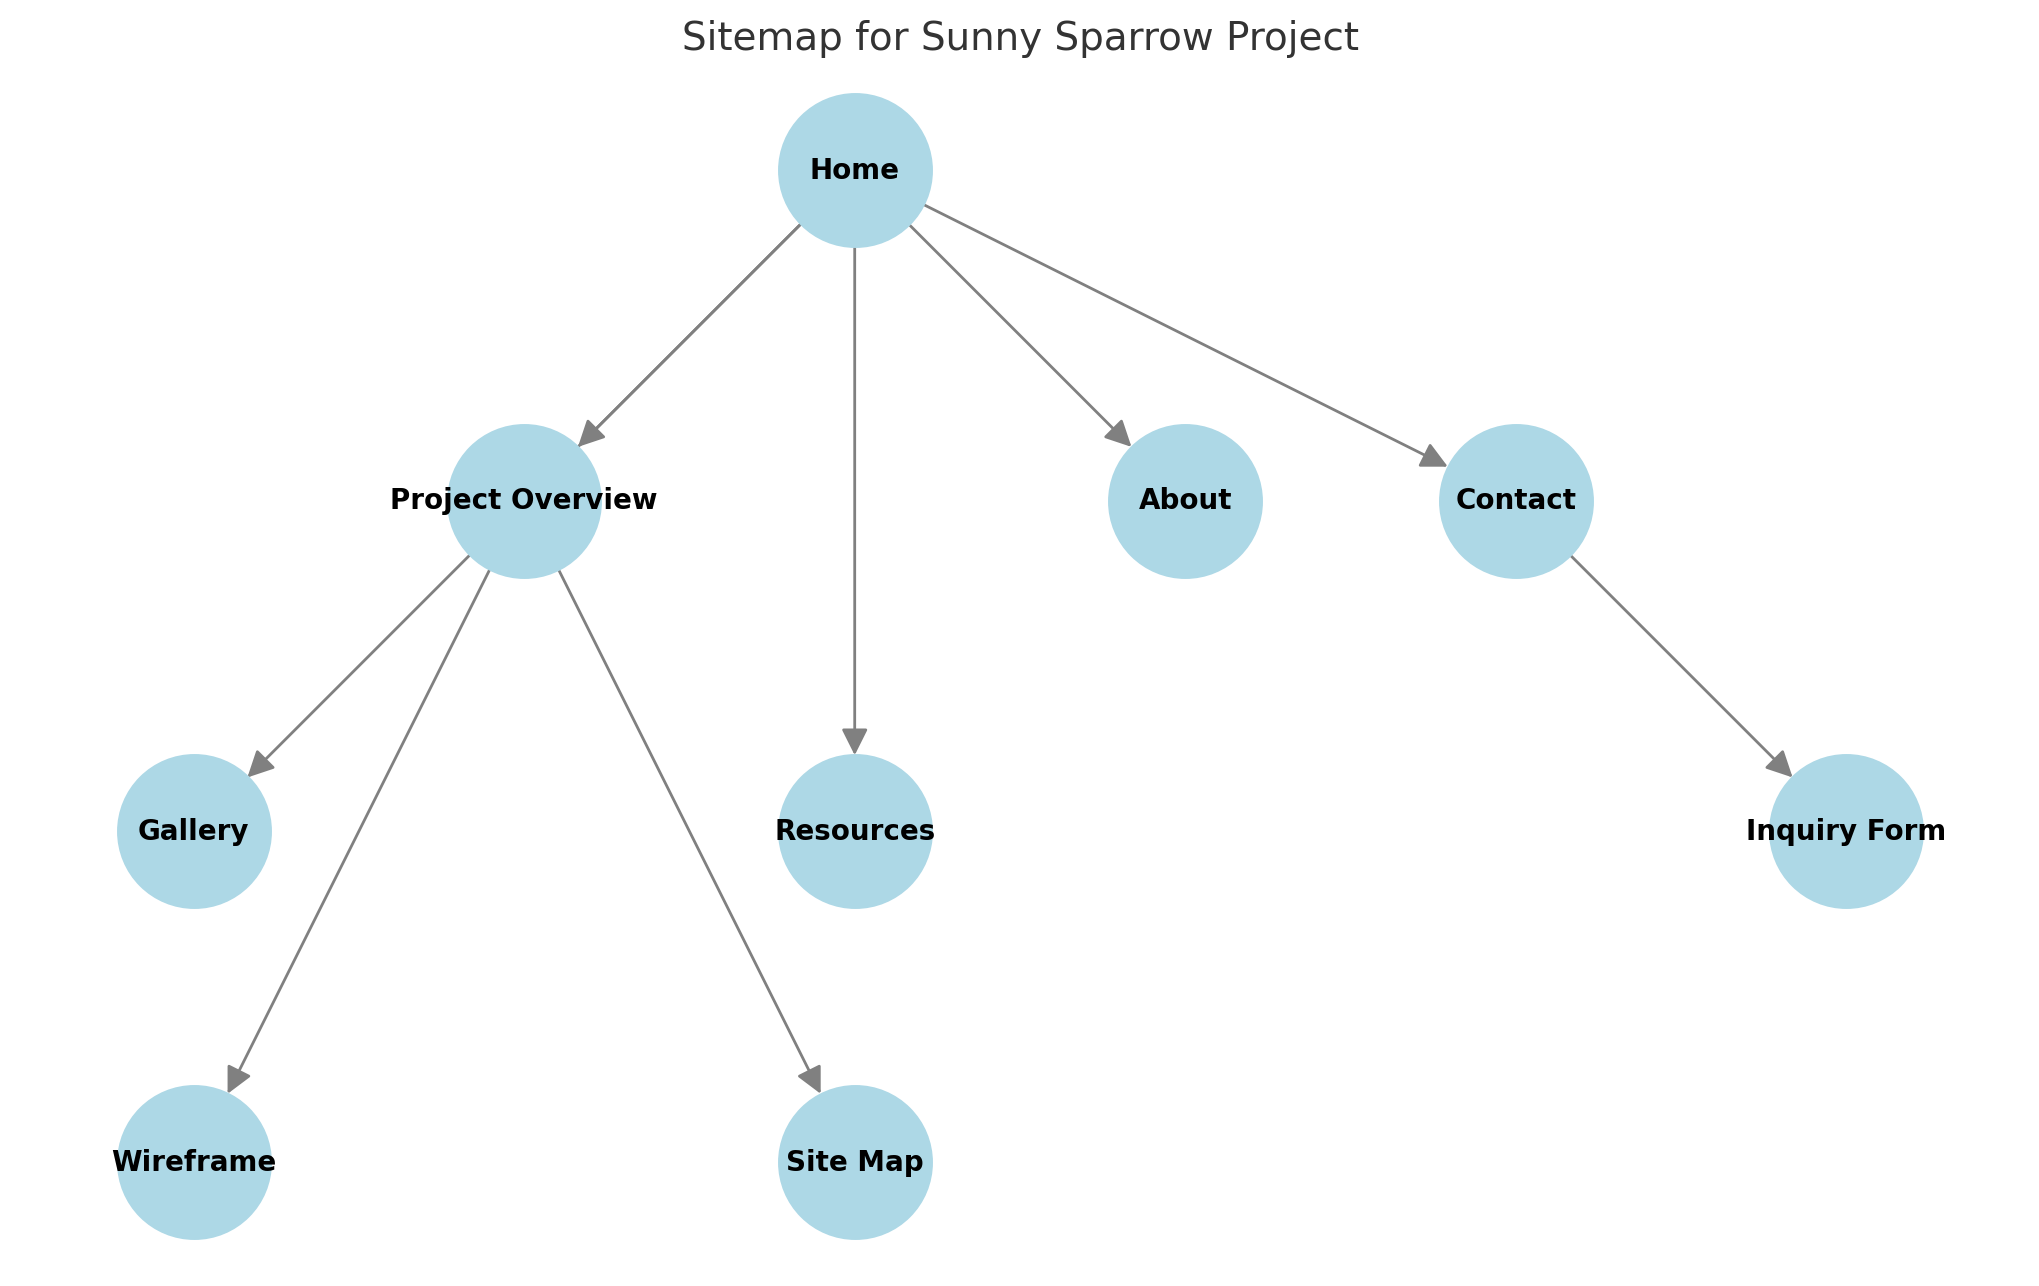 Sitemap for Sunny Sparrow Project
Home
Project Overview
About
Contact
Gallery
Resources
Inquiry Form
Wireframe
Site Map